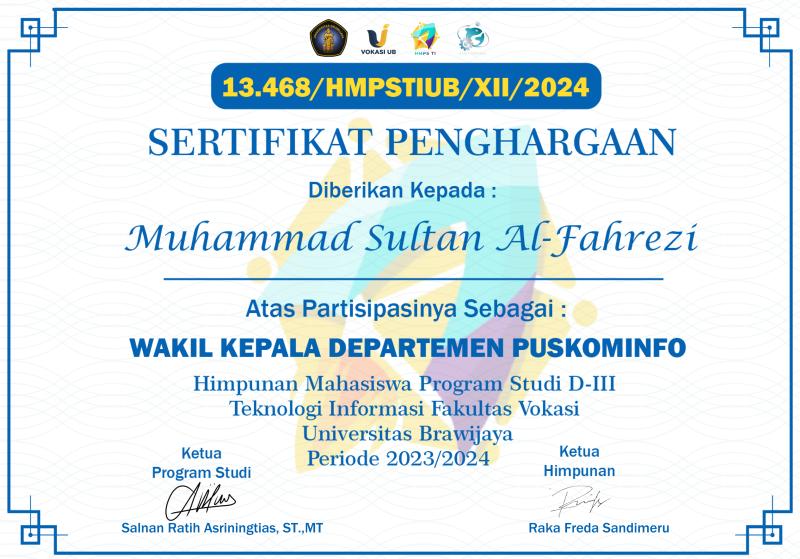 VOKASI UB
HMPS TI
13.468/HMPSTIUB/XII/2024
SERTIFIKAT PENGHARGAAN
Diberikan Kepada :
Muhammad Sultan Al-Fahrezi
Atas Partisipasinya Sebagai :
WAKIL KEPALA DEPARTEMEN PUSKOMINFO
Himpunan Mahasiswa Program Studi D-III
Teknologi Informasi Fakultas Vokasi
Universitas Brawijaya
Periode 2023/2024
Ketua
Program Studi
Salnan Ratih Asriningtias, ST.,MT
Ketua
Himpunan
Raka Freda Sandimeru